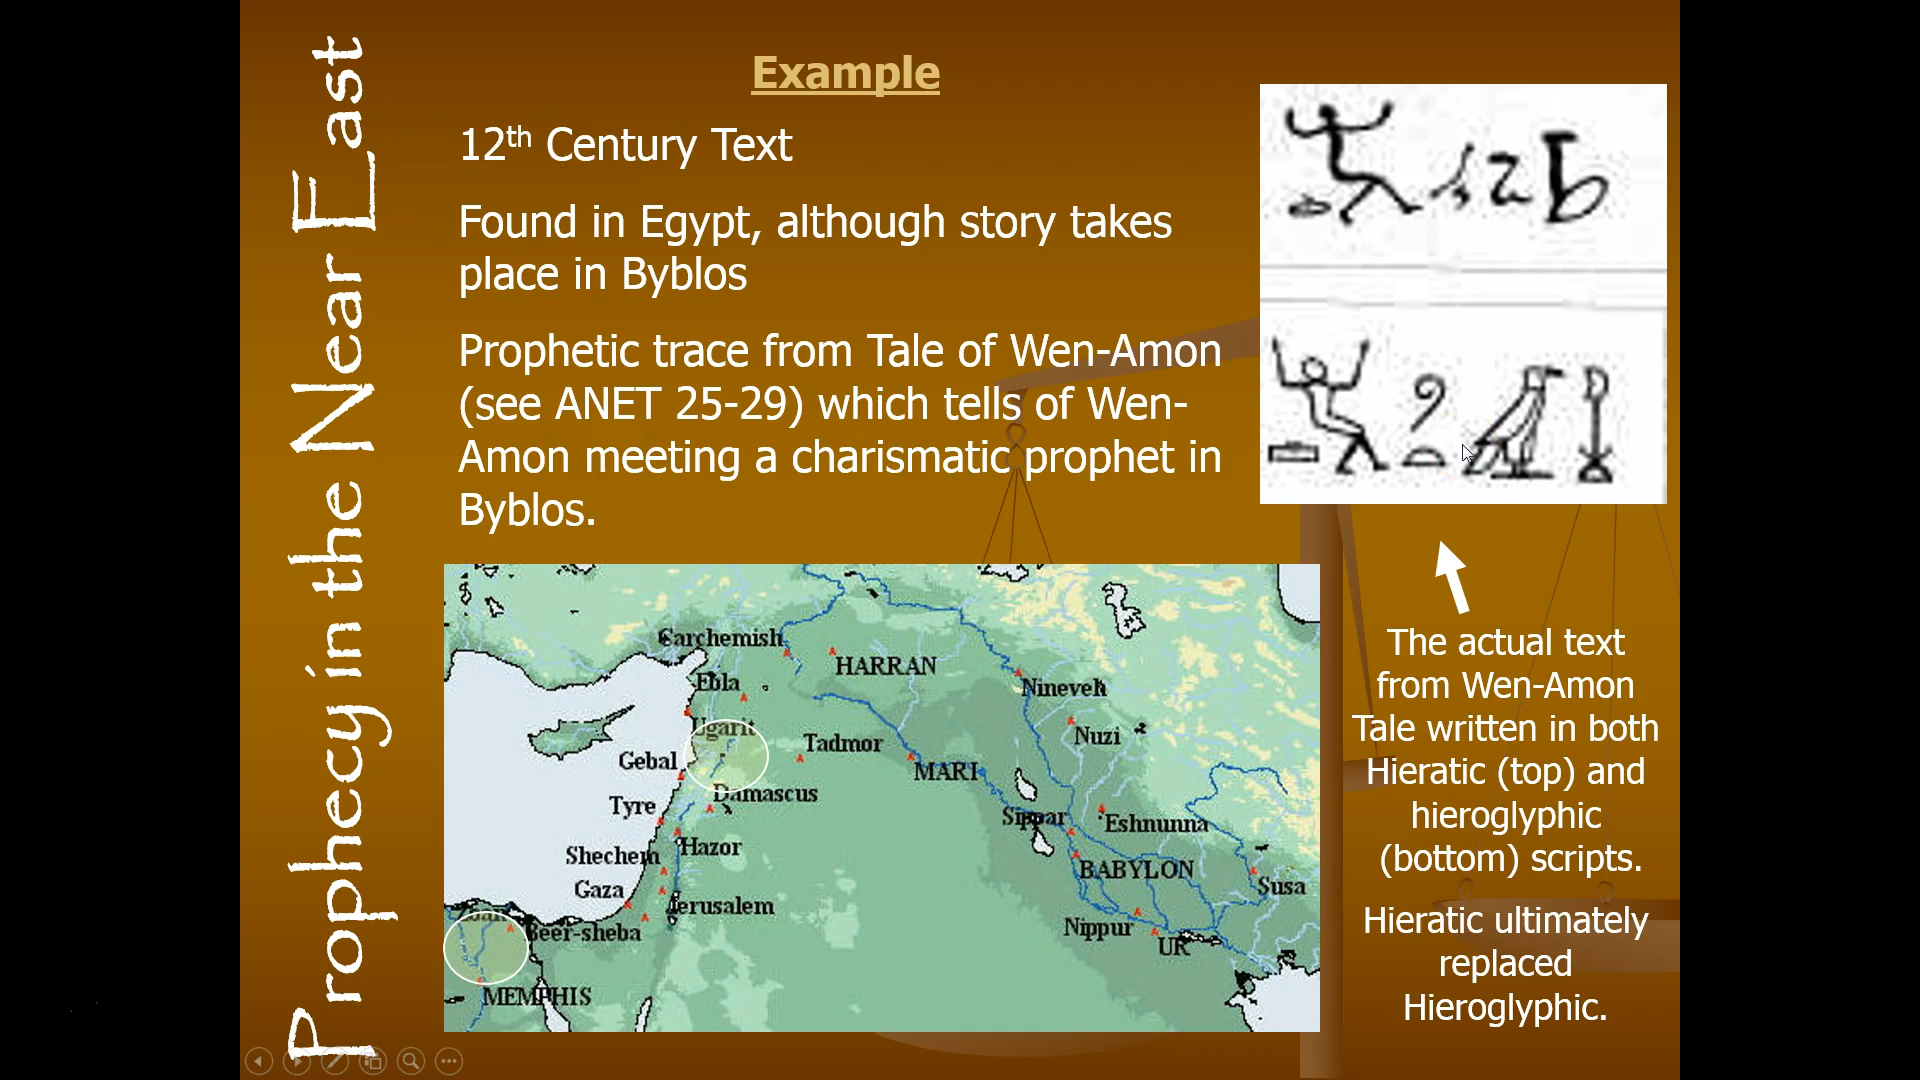 Prophecy in the Near East
Example
12th Century Text
Found in Egypt, although story takes
place in Byblos
Prophetic trace from Tale of Wen-Amon
(see ANET 25-29) which tells of Wen-
Amon meeting a charismatic prophet in
Byblos.
The actual text
from Wen-Amon
Tale written in both
Hieratic (top) and
hieroglyphic
(bottom) scripts.
Hieratic ultimately
replaced
Hieroglyphic.
Carchemish
HARRAN
Ebla
Nineveh
Ugarit
Nuzi
Tadmor
Gebal
MARI
Damascus
Tyre
Sippar
Eshnunna
Hazor
Shechem
BABYLON
Gaza
Susa
Jerusalem
Zoan
Beer-sheba
Nippur
UR
MEMPHIS